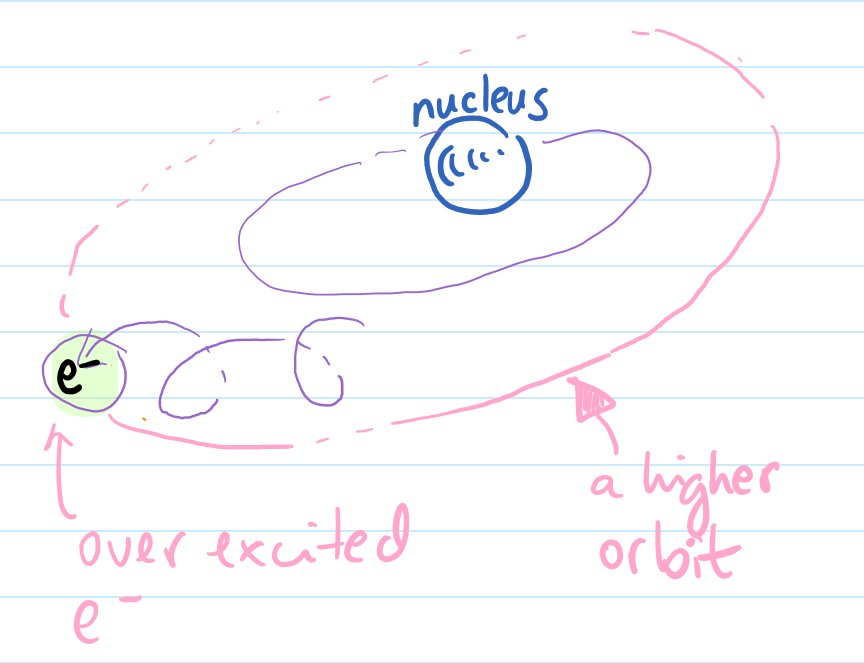 nucleus
e-
a higher
orbit
over excited
e-